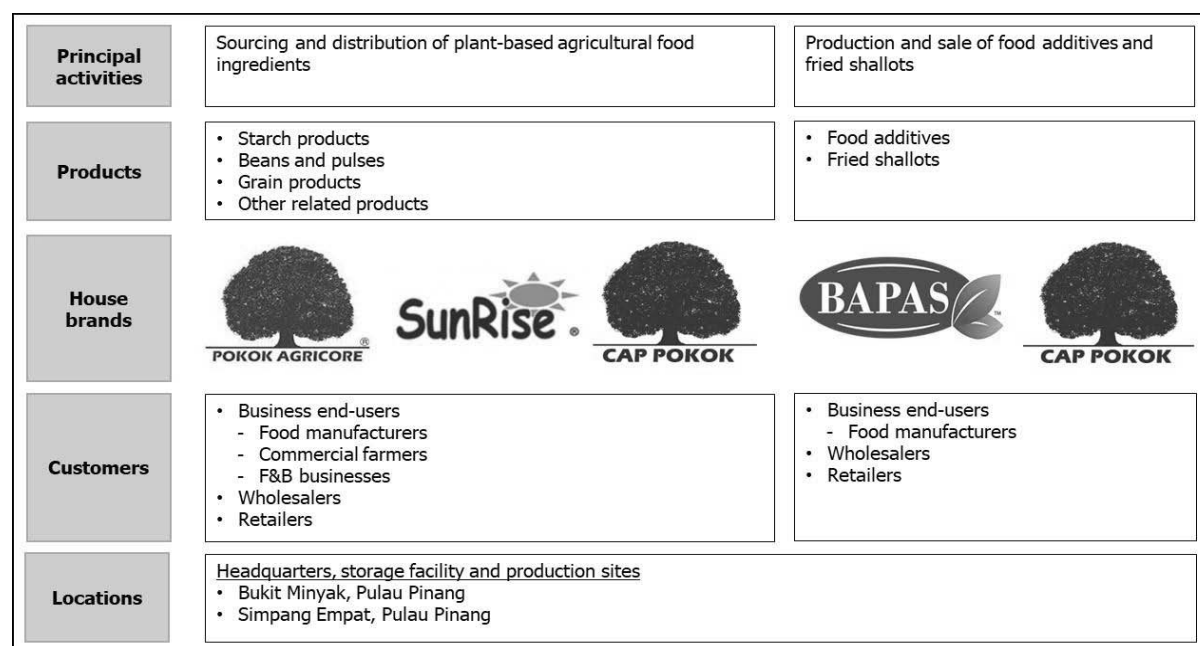 Principal
activities
Sourcing and distribution of plant-based agricultural food
ingredients
Production and sale of food additives and
fried shallots
Products
• Starch products
• Beans and pulses
• Grain products
• Other related products
• Food additives
• Fried shallots
House
brands
POKOK AGRICORE ®
SunRise ®
CAP POKOK
BAPAS ™
CAP POKOK
Customers
• Business end-users
- Food manufacturers
- Commercial farmers
- F&B businesses
• Wholesalers
• Retailers
• Business end-users
- Food manufacturers
• Wholesalers
• Retailers
Locations
Headquarters, storage facility and production sites
• Bukit Minyak, Pulau Pinang
• Simpang Empat, Pulau Pinang